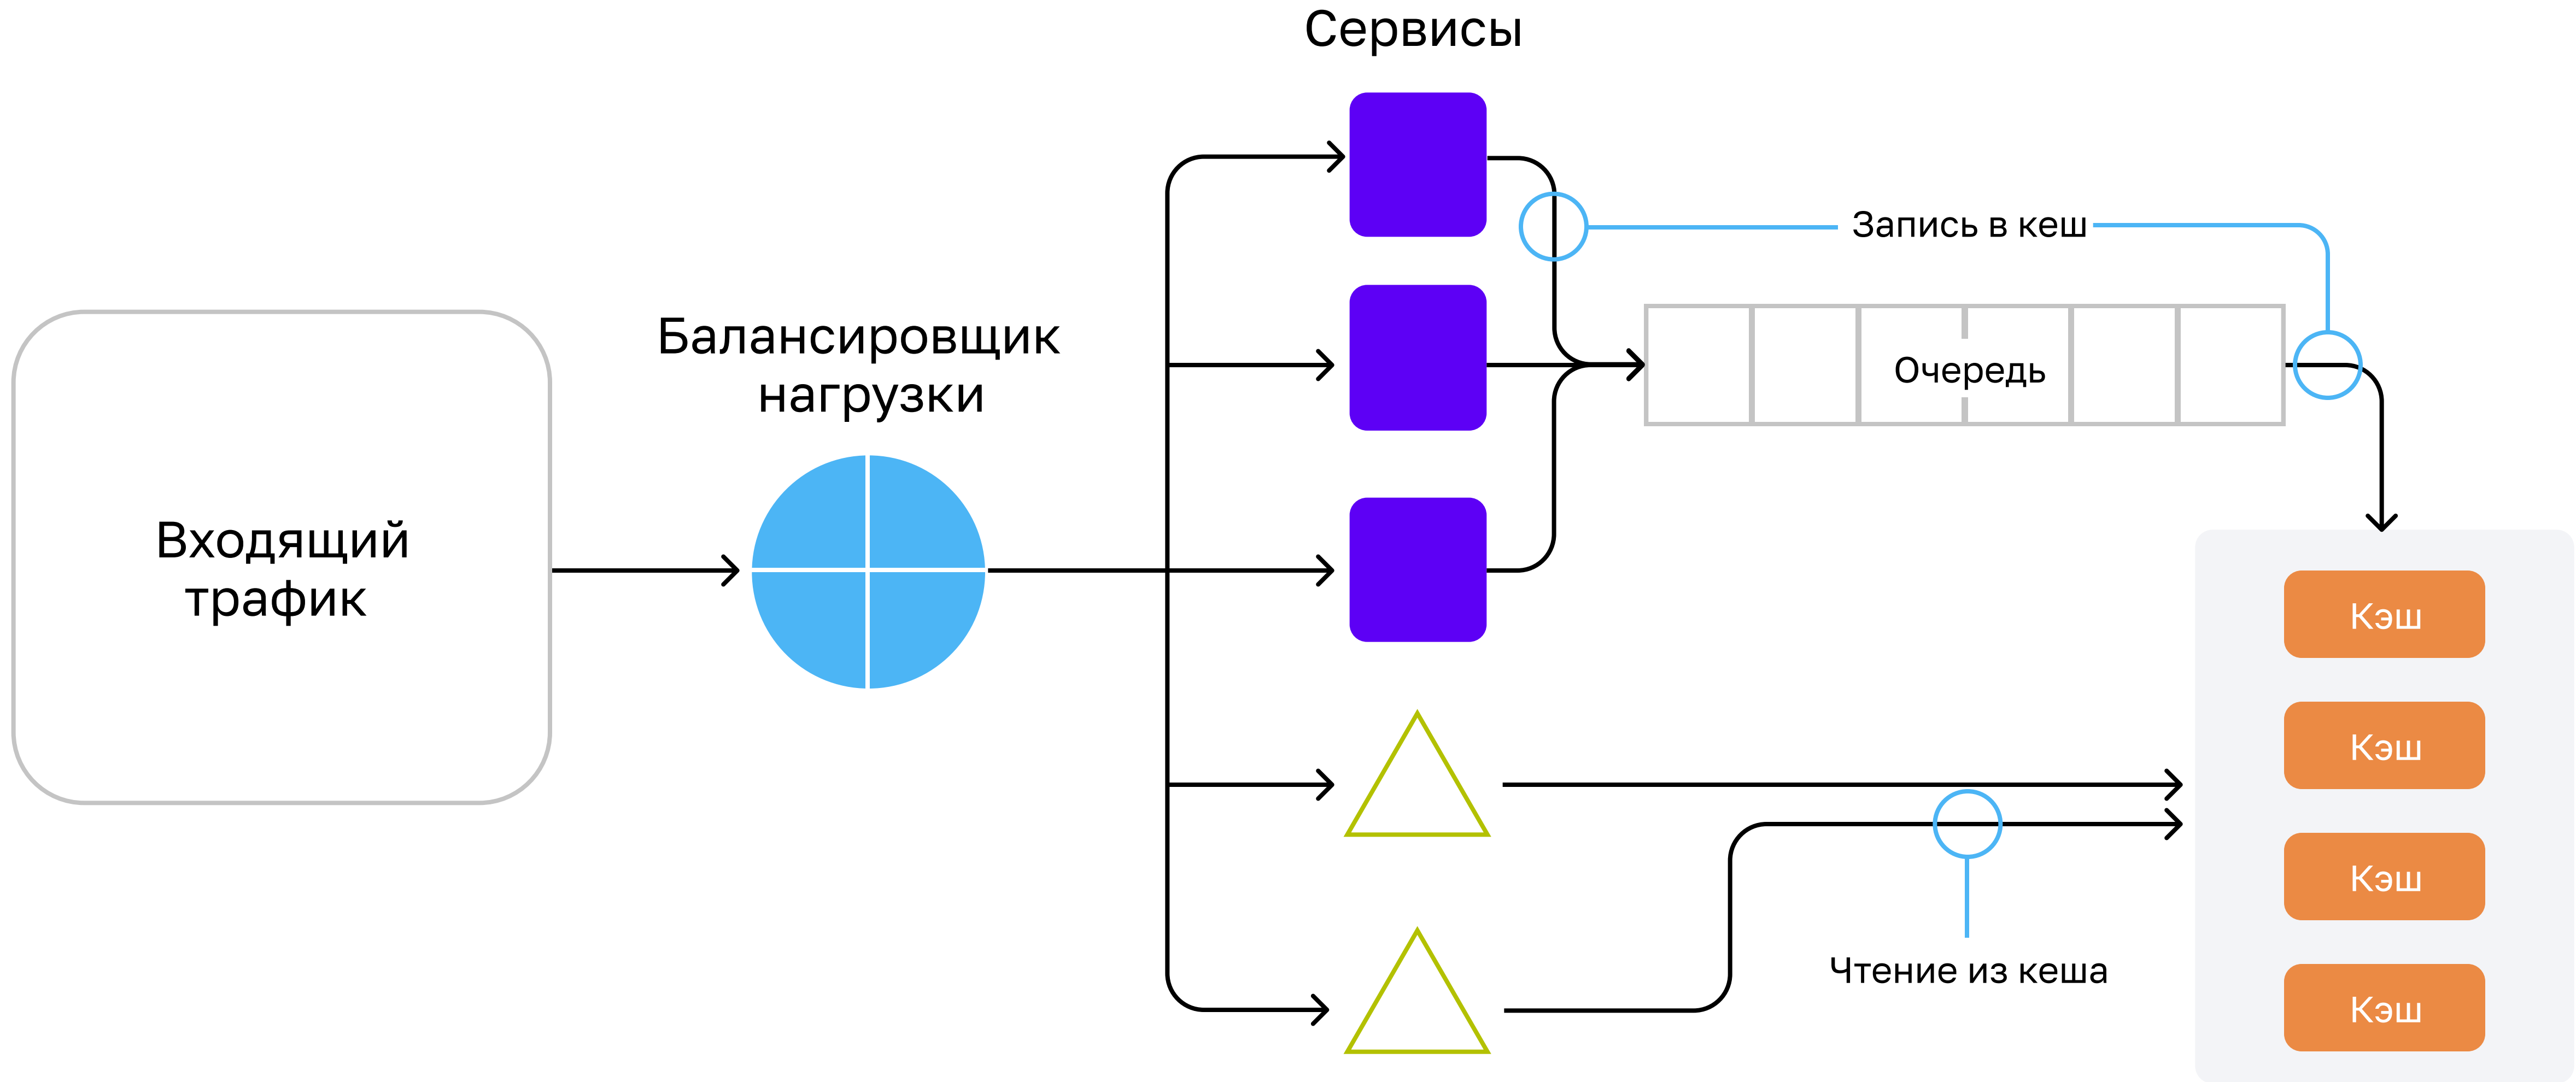 Сервисы
Запись в кеш
Балансировщик
нагрузки
Очередь
Входящий
трафик
Кэш
Кэш
Кэш
Чтение из кеша
Кэш